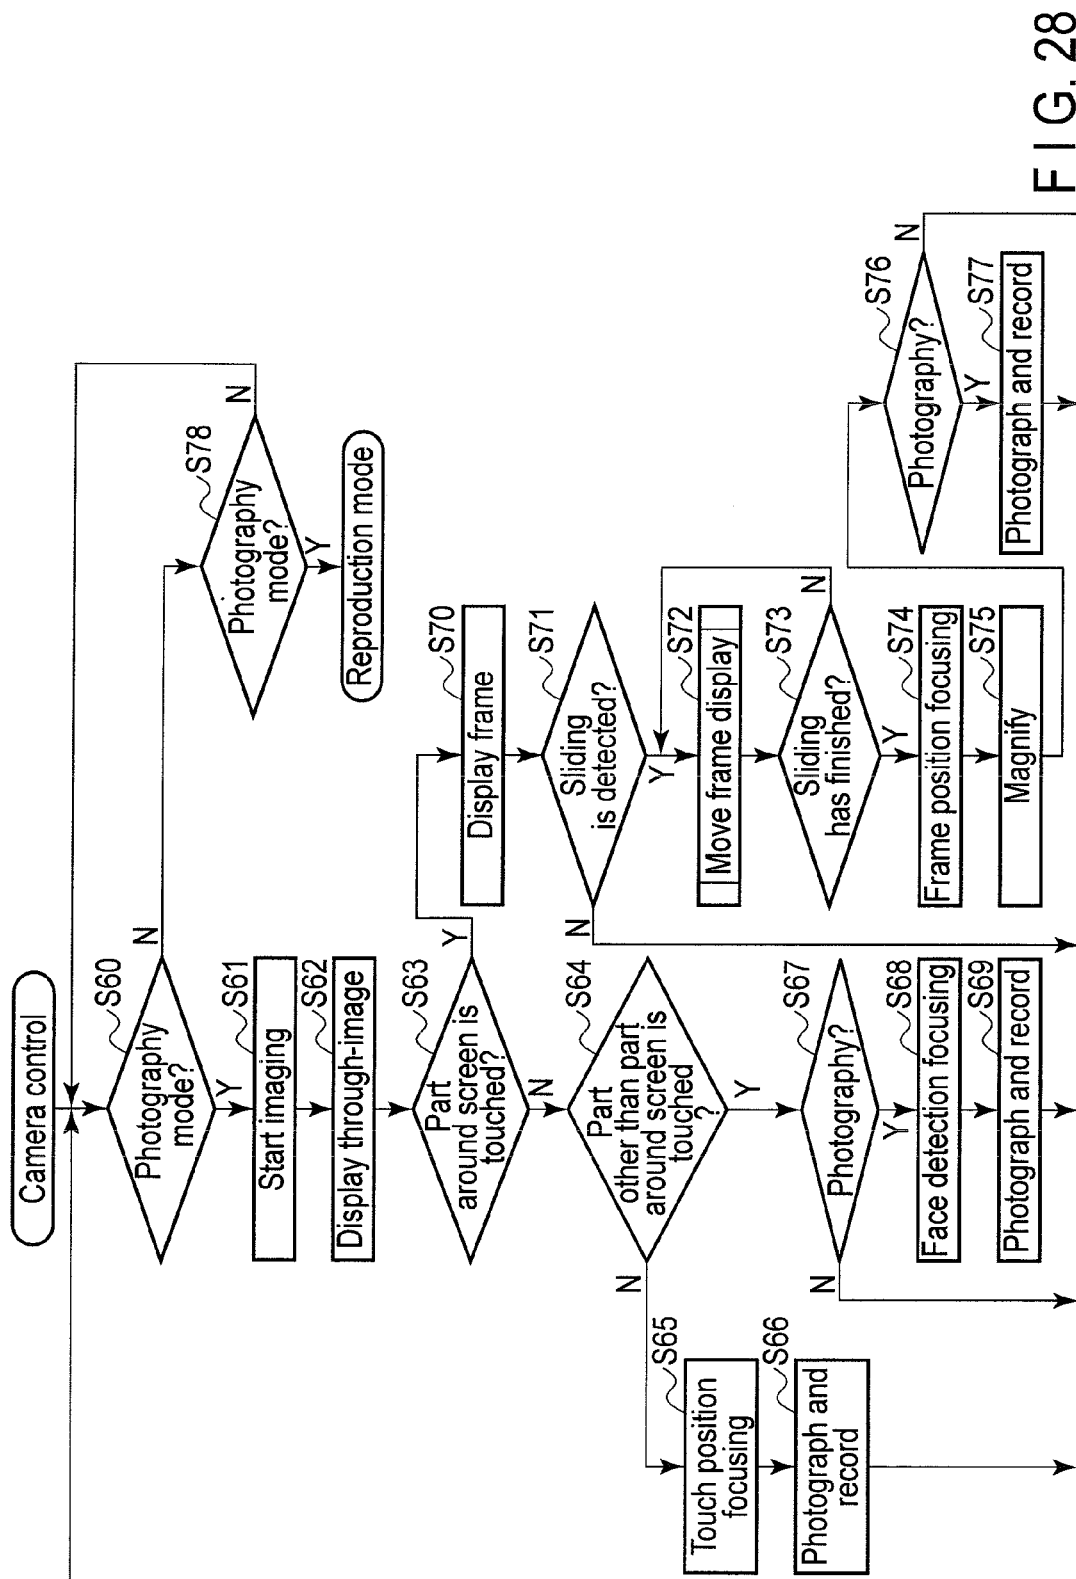 Camera control
S60
Photography
mode?
N
Y
S61
Start imaging
S62
Display through-image
S63
Part
around screen is
touched?
Y
N
S64
Part
other than part
around screen is
touched
?
N
Y
S65
Touch position
focusing
S66
Photograph and
record
S67
Photography?
N
Y
S68
Face detection focusing
S69
Photograph and record
S70
Display frame
S71
Sliding
is detected?
N
Y
S72
Move frame display
S73
Sliding
has finished?
N
Y
S74
Frame position focusing
S75
Magnify
S76
Photography?
N
Y
S77
Photograph and record
S78
Photography
mode?
N
Y
Reproduction mode
FIG. 28